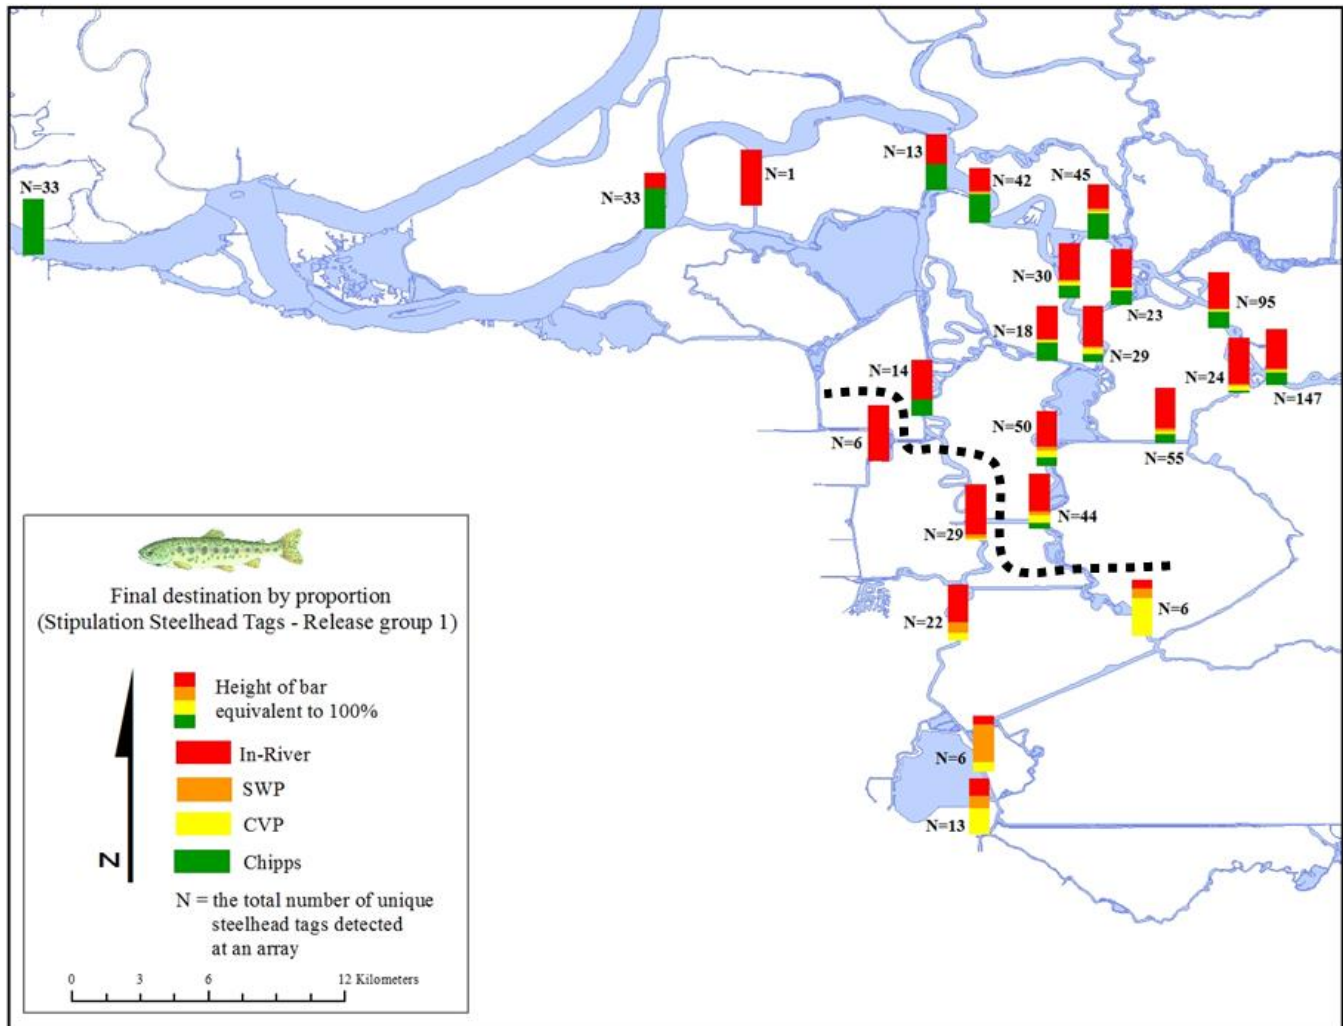 N=33
N=33
N=1
N=13
N=42
N=45
N=30
N=23
N=95
N=18
N=29
N=24
N=147
N=14
N=6
N=50
N=55
N=44
N=29
N=22
N=6
N=6
N=13
Final destination by proportion
(Stipulation Steelhead Tags - Release group 1)
Height of bar
equivalent to 100%
In-River
SWP
CVP
Chipps
N
N = the total number of unique
steelhead tags detected
at an array
0 3 6 12 Kilometers